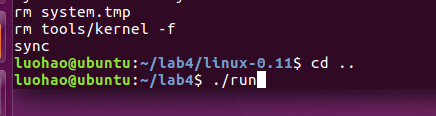 rm system.tmp
rm tools/kernel -f
sync
luohao@ubuntu:~/lab4/linux-0.11$ cd ..
luohao@ubuntu:~/lab4$ ./run